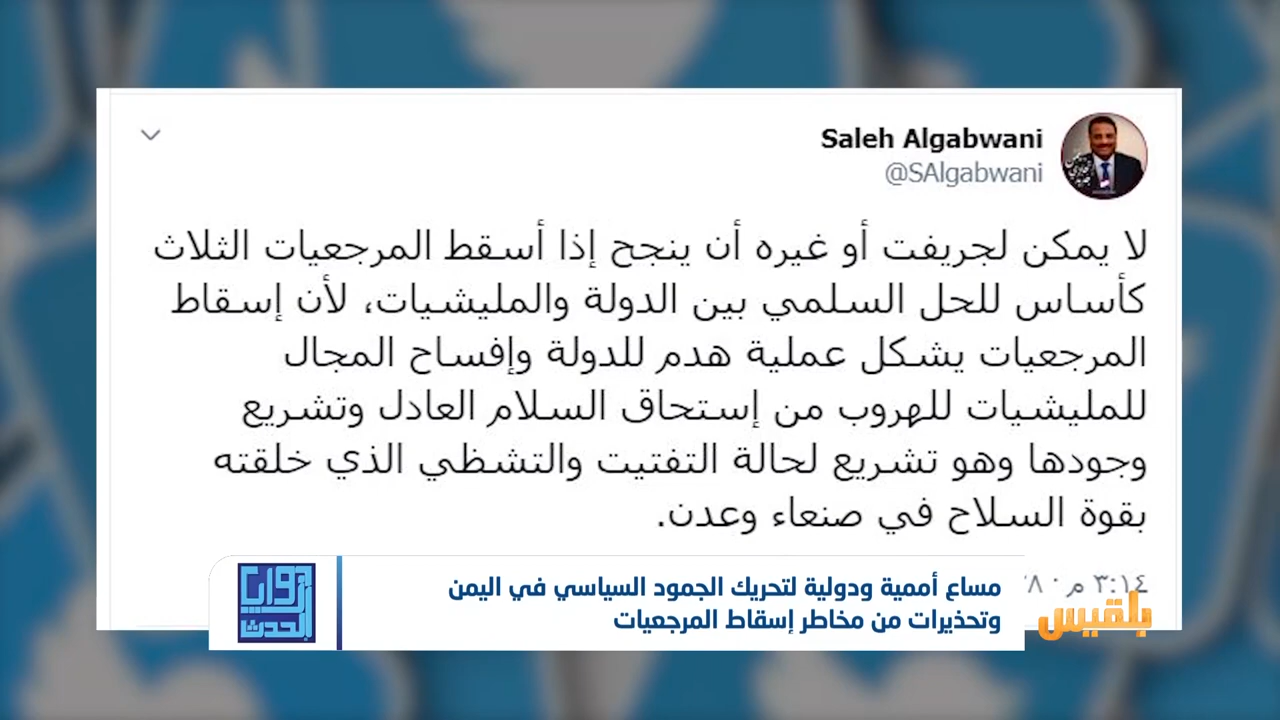 Saleh Algabwani
@SAlgabwani
لا يمكن لجريفت أو غيره أن ينجح إذا أسقط المرجعيات الثلاث
كأساس للحل السلمي بين الدولة والمليشيات، لأن إسقاط
المرجعيات يشكل عملية هدم للدولة وإفساح المجال
للمليشيات للهروب من إستحاق السلام العادل وتشريع
وجودها وهو تشريع لحالة التفتيت والتشظي الذي خلقته
بقوة السلاح في صنعاء وعدن.
٣:١٤ م
مساع أممية ودولية لتحريك الجمود السياسي في اليمن
وتحذيرات من مخاطر إسقاط المرجعيات
بلقيس
زوايا
الحدث